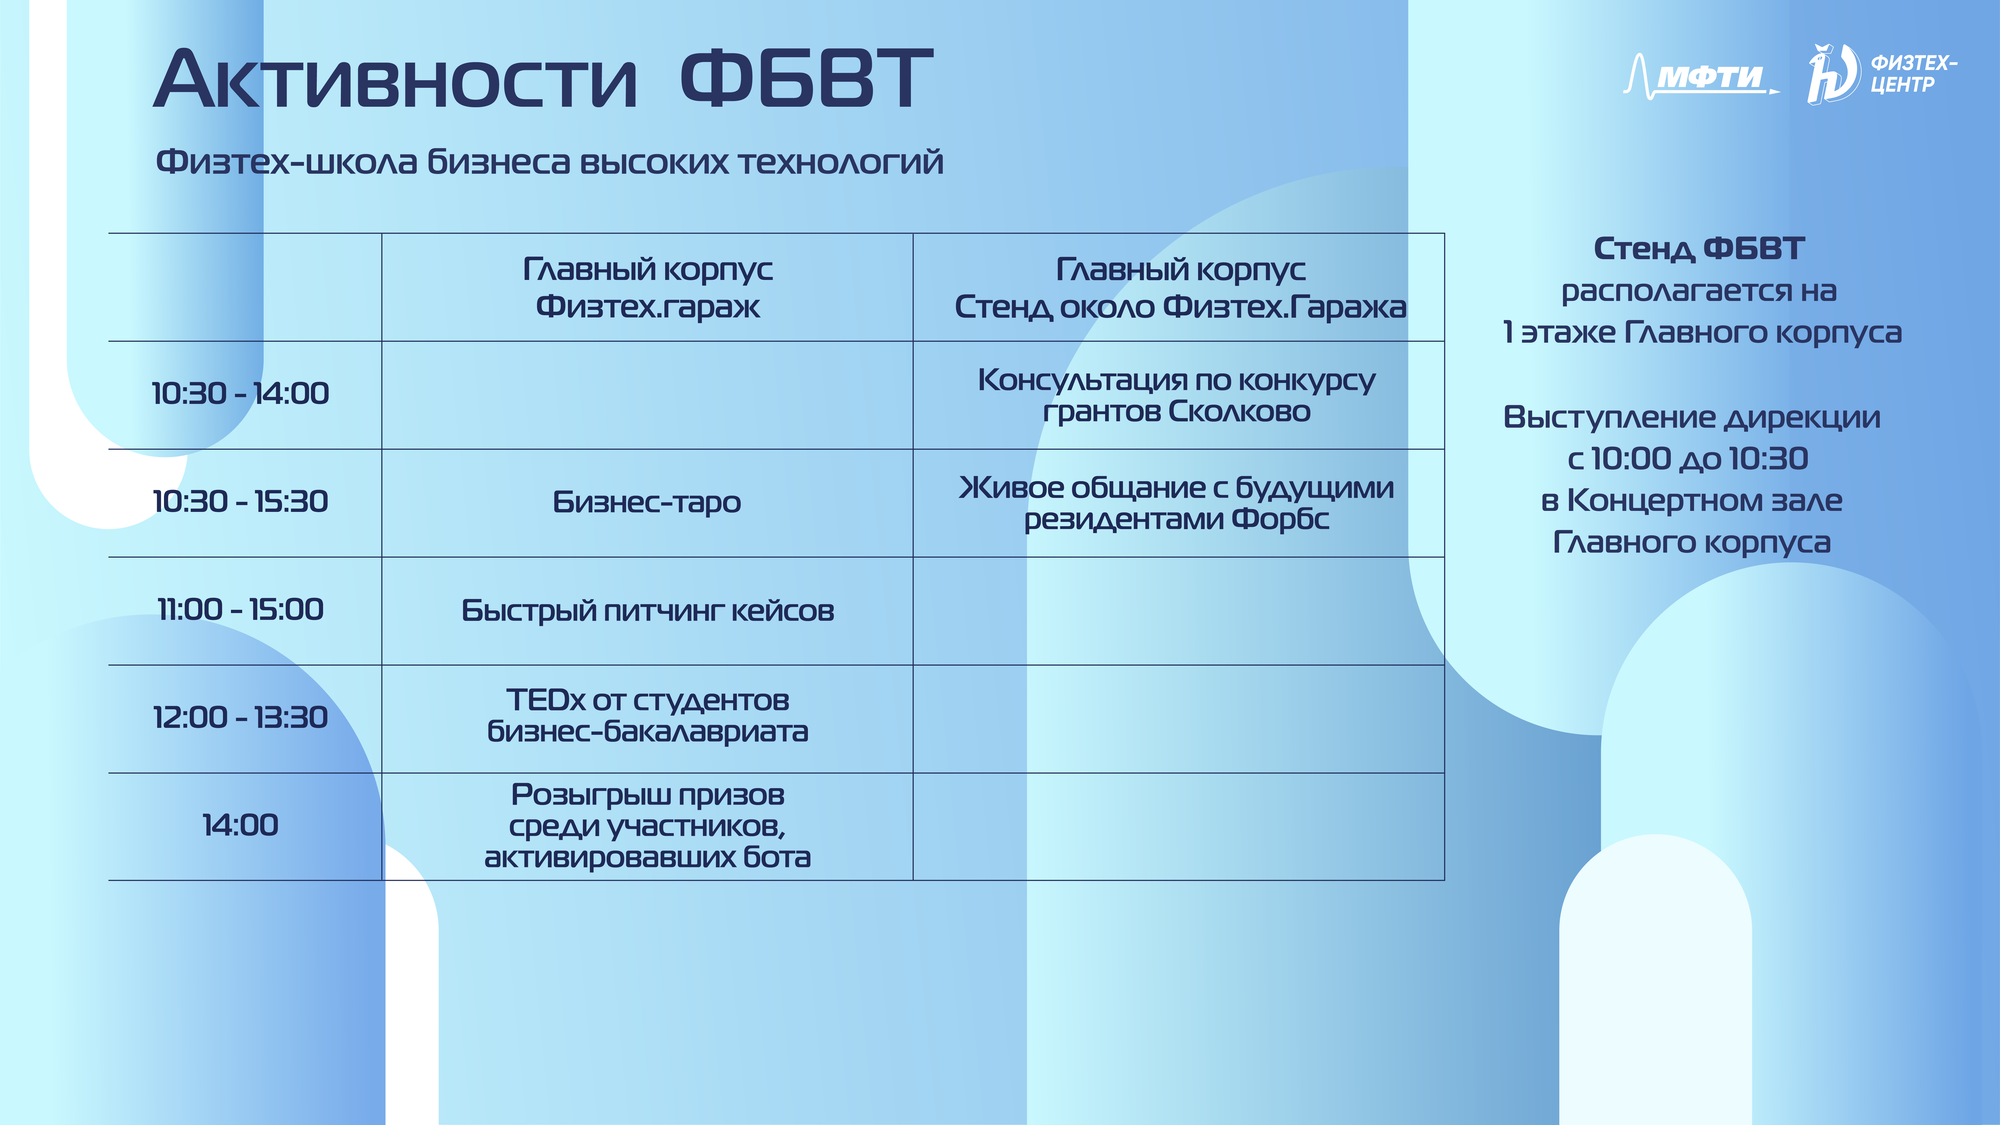 Активности ФБВТ
Физтех-школа бизнеса высоких технологий
МФТИ
ФИЗТЕХ-
ЦЕНТР
Главный корпус
Физтех.гараж
Главный корпус
Стенд около Физтех.Гаража
10:30 - 14:00
Консультация по конкурсу
грантов Сколково
10:30 - 15:30
Бизнес-таро
Живое общание с будущими
резидентами Форбс
11:00 - 15:00
Быстрый питчинг кейсов
12:00 - 13:30
TEDx от студентов
бизнес-бакалавриата
14:00
Розыгрыш призов
среди участников,
активировавших бота
Стенд ФБВТ
располагается на
1 этаже Главного корпуса
Выступление дирекции
с 10:00 до 10:30
в Концертном зале
Главного корпуса